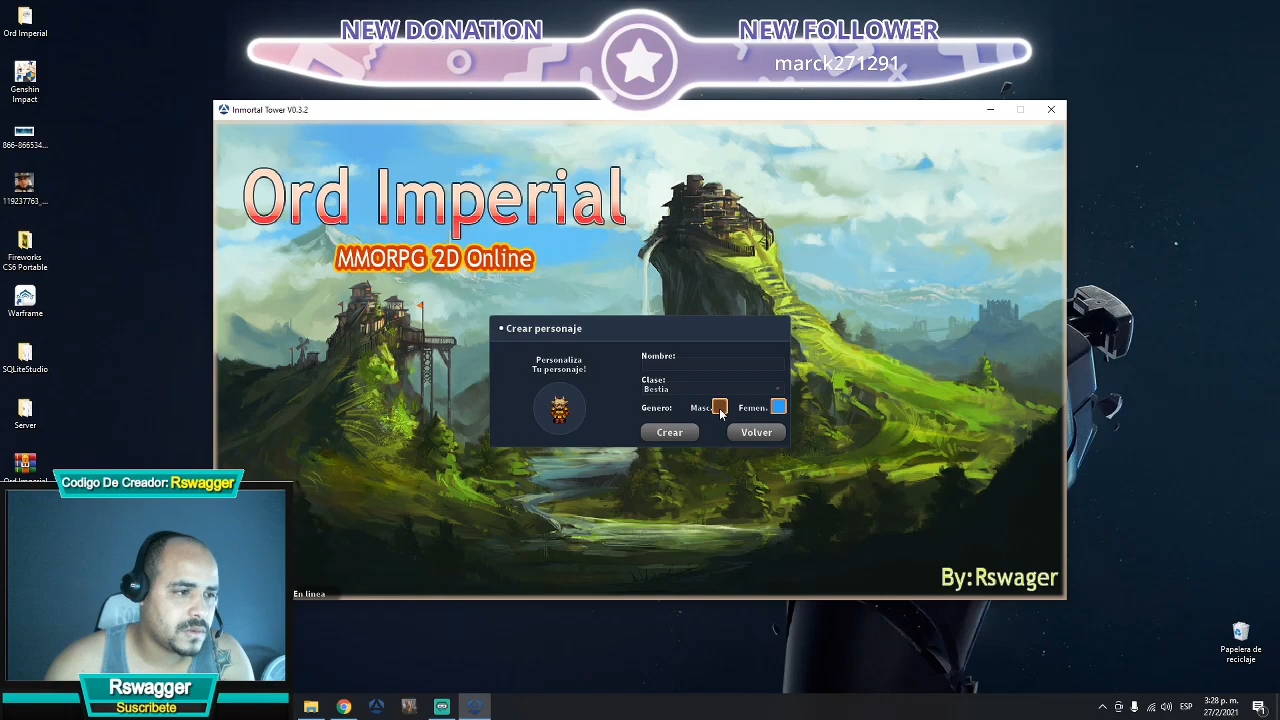 NEW DONATION
NEW FOLLOWER
marck271291
Ord Imperial
Genshin
Impact
866-866534...
119237763_...
Fireworks
CS6 Portable
Warframe
SQLiteStudio
Server
Ord Imperial
Inmortal Tower V0.3.2
Ord Imperial
MMORPG 2D Online
• Crear personaje
Personaliza
Tu personaje!
Nombre:
Clase:
Bestia
Genero:
Masc.
Femen.
Crear
Volver
By:Rswager
En linea
Codigo De Creador: Rswagger
Rswagger
Suscribete
Papelera de
reciclaje
ESP
3:28 p. m.
27/2/2021